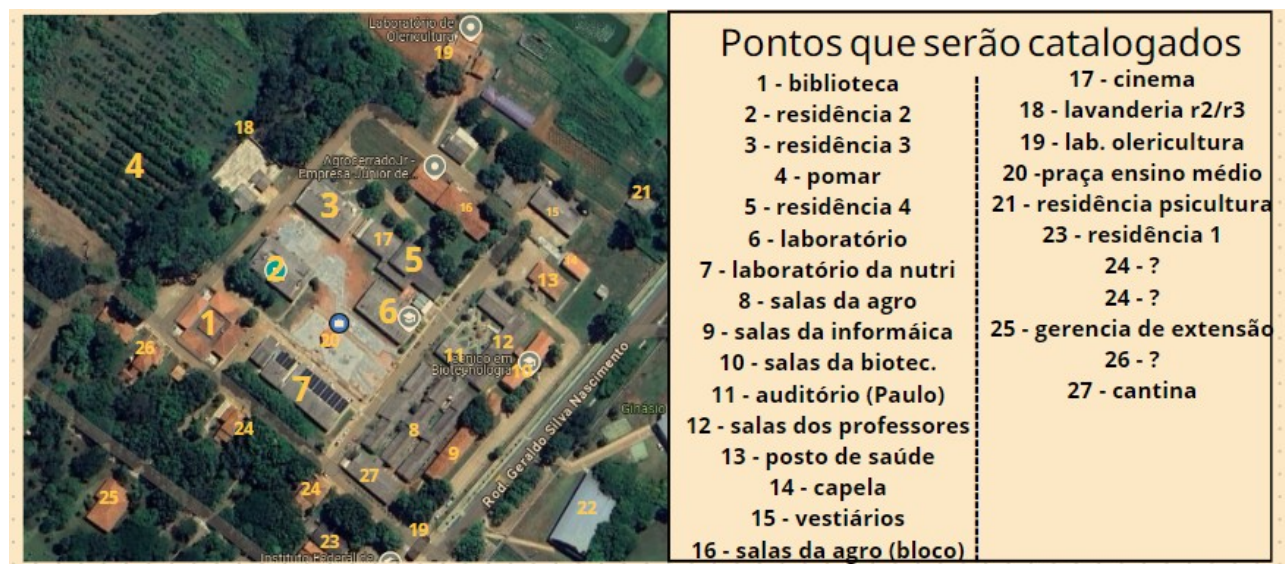 Laboratório de
Olericultura
19
18
4
AgrocerradoJr -
Empresa Júnior de...
3
16
15
21
17
5
2
14
13
6
1
20
12
11
Técnico em
Biotecnologia
10
26
7
Rod. Geraldo Silva Nascimento
Ginásio
24
8
9
27
24
25
22
19
23
Instituto Federal de
Pontos que serão catalogados
1 - biblioteca
2 - residência 2
3 - residência 3
4 - pomar
5 - residência 4
6 - laboratório
7 - laboratório da nutri
8 - salas da agro
9 - salas da informáica
10 - salas da biotec.
11 - auditório (Paulo)
12 - salas dos professores
13 - posto de saúde
14 - capela
15 - vestiários
16 - salas da agro (bloco)
17 - cinema
18 - lavanderia r2/r3
19 - lab. olericultura
20 -praça ensino médio
21 - residência psicultura
23 - residência 1
24 - ?
24 - ?
25 - gerencia de extensão
26 - ?
27 - cantina